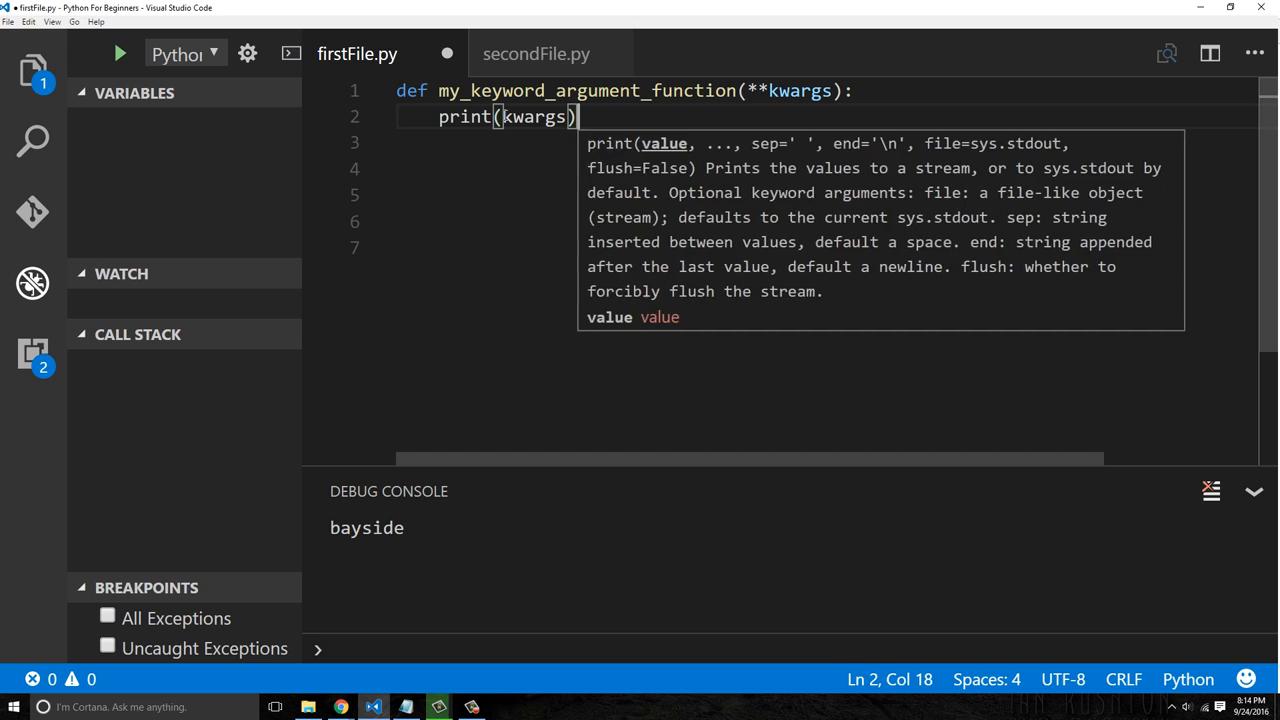 firstFile.py - Python For Beginners - Visual Studio Code
File Edit View Go Help
Python
firstFile.py
secondFile.py
1
VARIABLES
WATCH
CALL STACK
2
BREAKPOINTS
All Exceptions
Uncaught Exceptions
1 def my_keyword_argument_function(**kwargs):
2 print(kwargs)
3
4
5
6
7
print(value, ..., sep=' ', end='\n', file=sys.stdout,
flush=False) Prints the values to a stream, or to sys.stdout by
default. Optional keyword arguments: file: a file-like object
(stream); defaults to the current sys.stdout. sep: string
inserted between values, default a space. end: string appended
after the last value, default a newline. flush: whether to
forcibly flush the stream.
value value
DEBUG CONSOLE
bayside
0 0
Ln 2, Col 18 Spaces: 4 UTF-8 CRLF Python
I'm Cortana. Ask me anything.
8:14 PM
9/24/2016